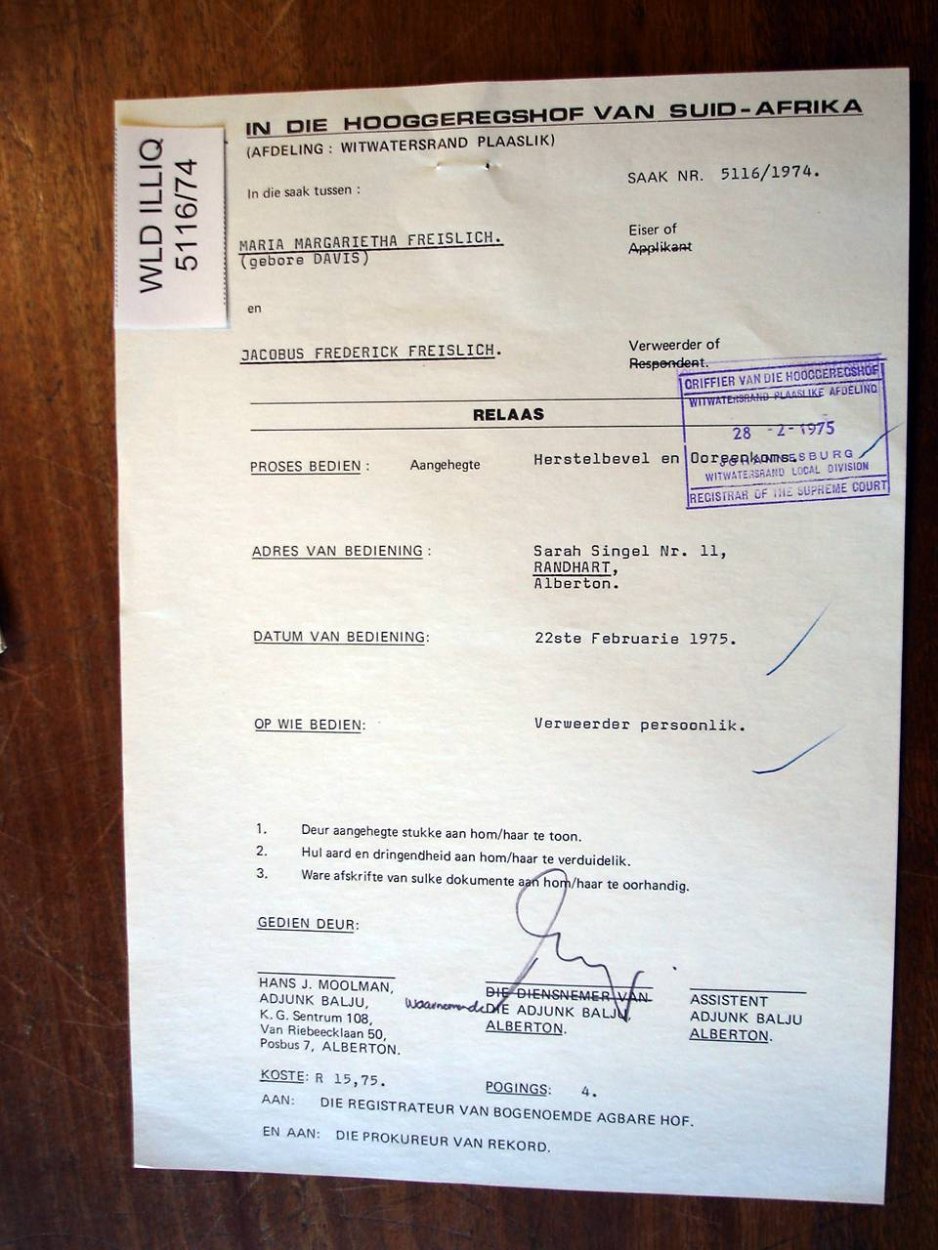 WLD ILLIQ
5116/74
IN DIE HOOGGEREGSHOF VAN SUID-AFRIKA
(AFDELING : WITWATERSRAND PLAASLIK)
SAAK NR. 5116/1974.
In die saak tussen :
MARIA MARGARIETHA FREISLICH.
(gebore DAVIS)
Eiser of
Applikant
en
JACOBUS FREDERICK FREISLICH.
Verweerder of
Respondent.
GRIFFIER VAN DIE HOOGGEREGSHOF
WITWATERSRAND PLAASLIKE AFDELING
28 -2-1975
JOHANNESBURG
WITWATERSRAND LOCAL DIVISION
REGISTRAR OF THE SUPREME COURT
RELAAS
PROSES BEDIEN : Aangehegte Herstelbevel en Ooreenkoms.
ADRES VAN BEDIENING : Sarah Singel Nr. 11,
RANDHART,
Alberton.
DATUM VAN BEDIENING: 22ste Februarie 1975.
OP WIE BEDIEN: Verweerder persoonlik.
1. Deur aangehegte stukke aan hom/haar te toon.
2. Hul aard en dringendheid aan hom/haar te verduidelik.
3. Ware afskrifte van sulke dokumente aan hom/haar te oorhandig.
GEDIEN DEUR:
HANS J. MOOLMAN,
ADJUNK BALJU,
K.G. Sentrum 108,
Van Riebeecklaan 50,
Posbus 7, ALBERTON.
DIE DIENSNEMER VAN
Waarnemende DIE ADJUNK BALJU,
ALBERTON.
ASSISTENT
ADJUNK BALJU
ALBERTON.
KOSTE: R 15,75.
POGINGS: 4.
AAN: DIE REGISTRATEUR VAN BOGENOEMDE AGBARE HOF.
EN AAN: DIE PROKUREUR VAN REKORD.